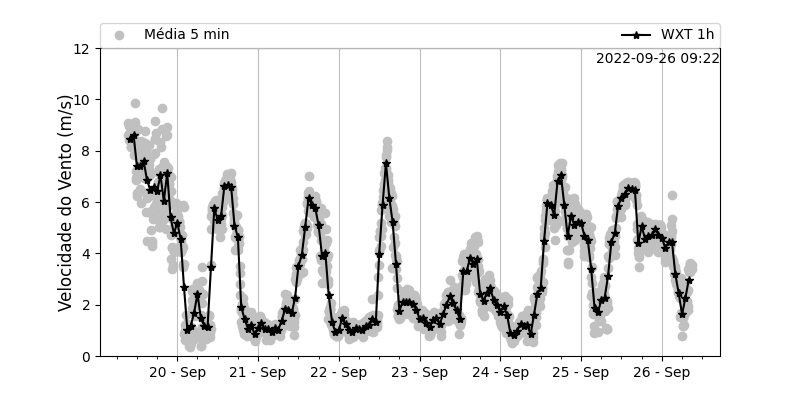 Média 5 min
WXT 1h
2022-09-26 09:22
Velocidade do Vento (m/s)
12
10
8
6
4
2
0
20 - Sep
21 - Sep
22 - Sep
23 - Sep
24 - Sep
25 - Sep
26 - Sep